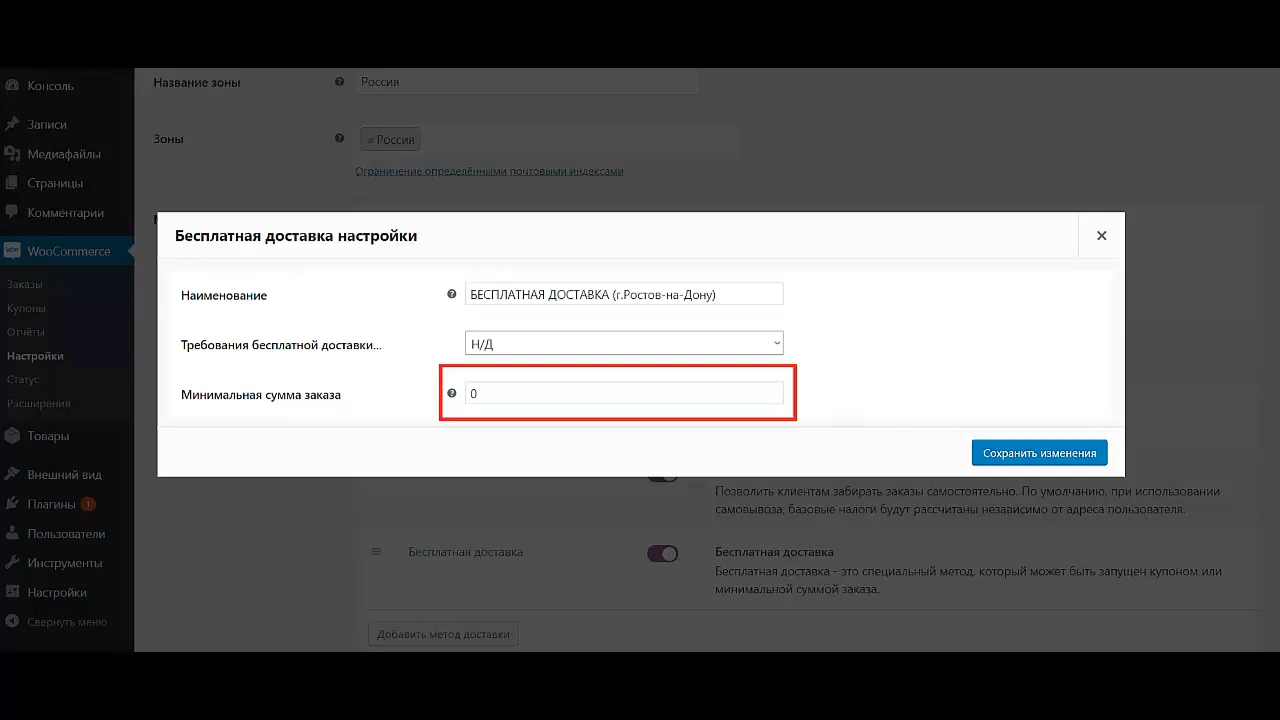 Консоль
Записи
Медиафайлы
Страницы
Комментарии
WooCommerce
Заказы
Купоны
Отчёты
Настройки
Статус
Расширения
Товары
Внешний вид
Плагины 1
Пользователи
Инструменты
Настройки
Свернуть меню
Название зоны
Россия
Зоны
× Россия
Ограничение определёнными почтовыми индексами
Бесплатная доставка настройки
Наименование
БЕСПЛАТНАЯ ДОСТАВКА (г.Ростов-на-Дону)
Требования бесплатной доставки...
Н/Д
Минимальная сумма заказа
0
Сохранить изменения
Позволить клиентам забирать заказы самостоятельно. По умолчанию, при использовании
самовывоза, базовые налоги будут рассчитаны независимо от адреса пользователя.
Бесплатная доставка
Бесплатная доставка
Бесплатная доставка - это специальный метод, который может быть запущен купоном или
минимальной суммой заказа.
Добавить метод доставки